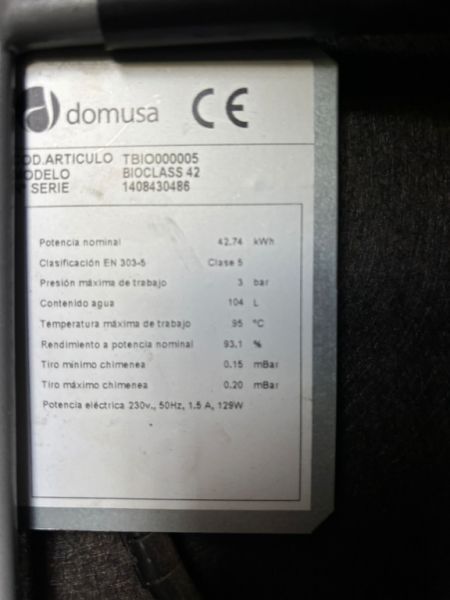 domusa CE
COD.ARTICULO TBIO000005
MODELO BIOCLASS 42
SERIE 1408430486
Potencia nominal 42.74 kWh
Clasificación EN 303-5 Clase 5
Presión máxima de trabajo 3 bar
Contenido agua 104 L
Temperatura máxima de trabajo 95 °C
Rendimiento a potencia nominal 93.1 %
Tiro mínimo chimenea 0.15 mBar
Tiro máximo chimenea 0.20 mBar
Potencia eléctrica 230v., 50Hz, 1.5 A, 129W